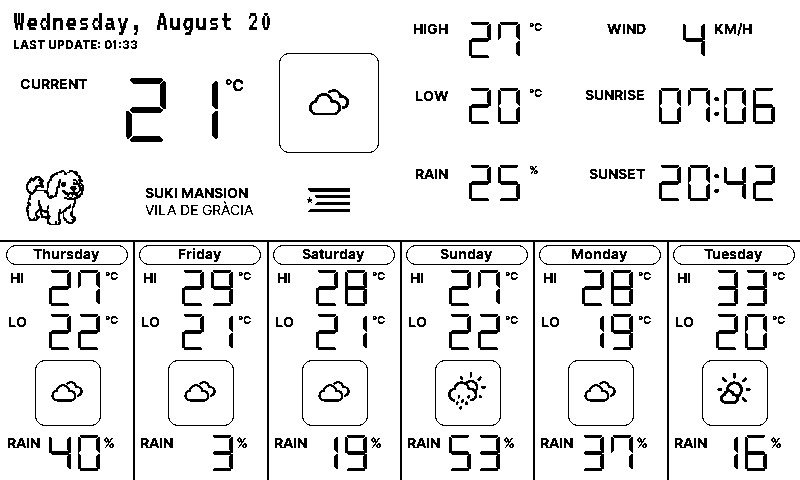 Wednesday, August 20
LAST UPDATE: 01:33
CURRENT 21 °C
HIGH 27 °C
WIND 4 KM/H
LOW 20 °C
SUNRISE 07:06
RAIN 25 %
SUNSET 20:42
SUKI MANSION
VILA DE GRÀCIA
Thursday
HI 27 °C
LO 22 °C
RAIN 40 %
Friday
HI 29 °C
LO 21 °C
RAIN 3 %
Saturday
HI 28 °C
LO 21 °C
RAIN 19 %
Sunday
HI 27 °C
LO 22 °C
RAIN 53 %
Monday
HI 28 °C
LO 19 °C
RAIN 37 %
Tuesday
HI 33 °C
LO 20 °C
RAIN 16 %